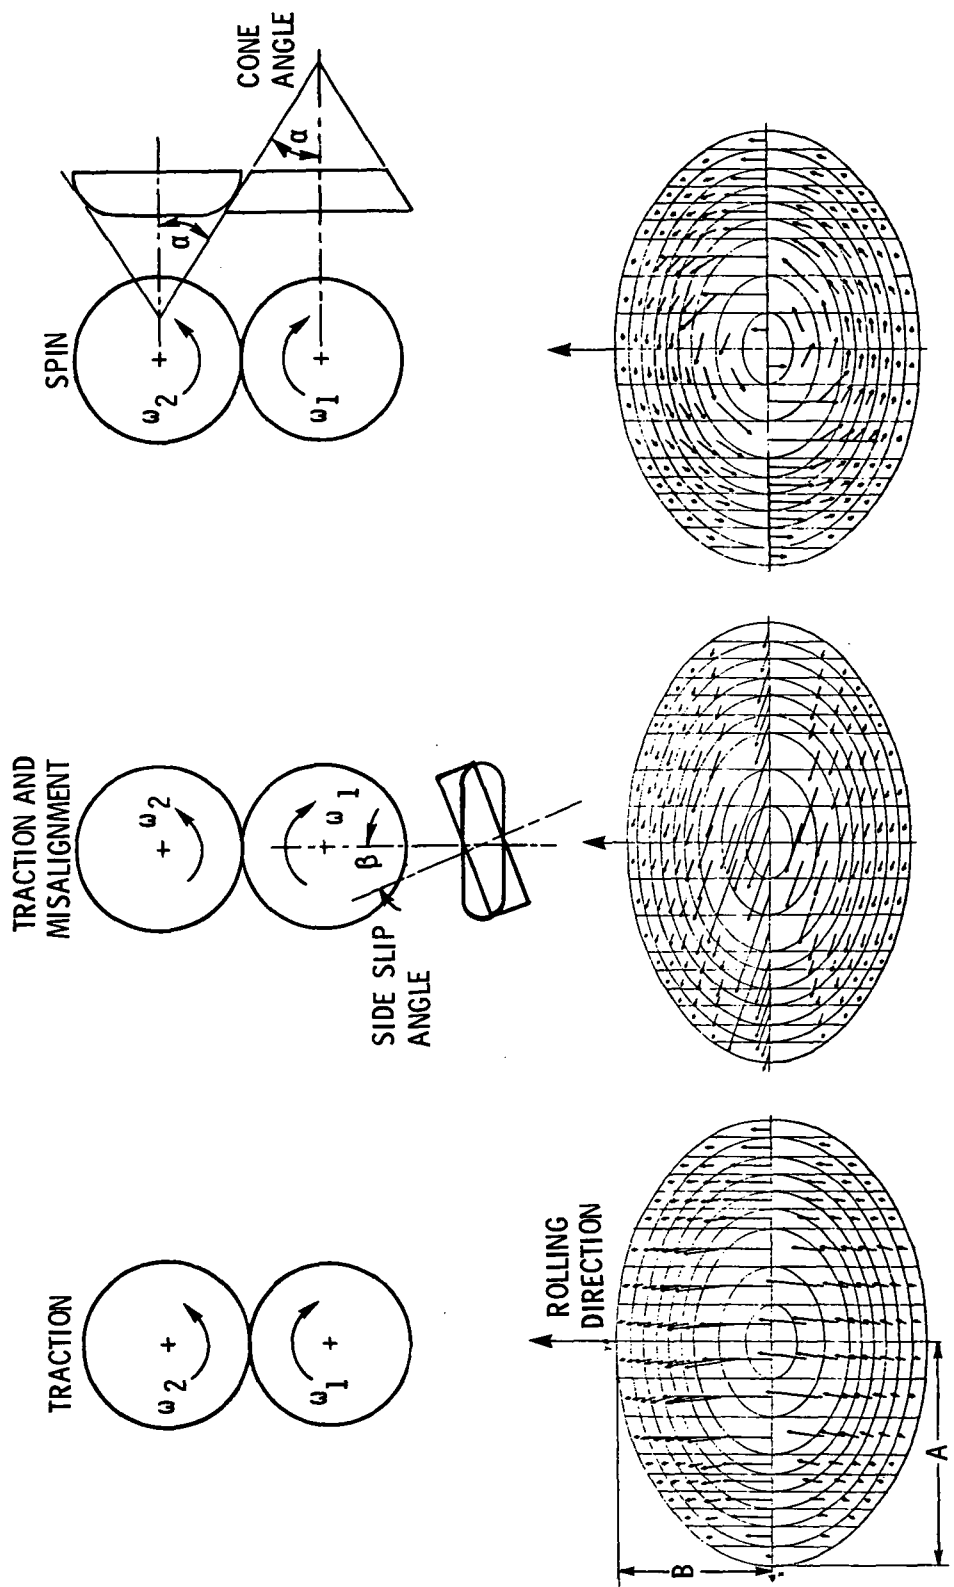 TRACTION
ω2
ω1
ROLLING
DIRECTION
B
A
TRACTION AND
MISALIGNMENT
ω2
ω1
β
SIDE SLIP
ANGLE
SPIN
ω2
ω1
α
α
CONE
ANGLE